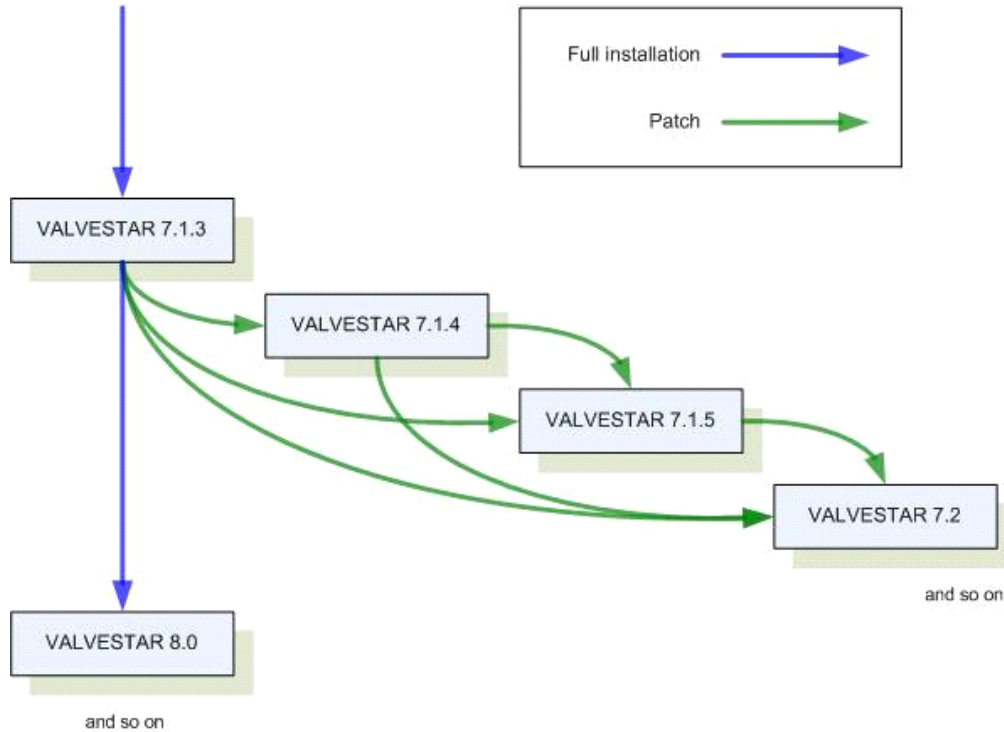 Full installation
Patch
VALVESTAR 7.1.3
VALVESTAR 7.1.4
VALVESTAR 7.1.5
VALVESTAR 7.2
and so on
VALVESTAR 8.0
and so on